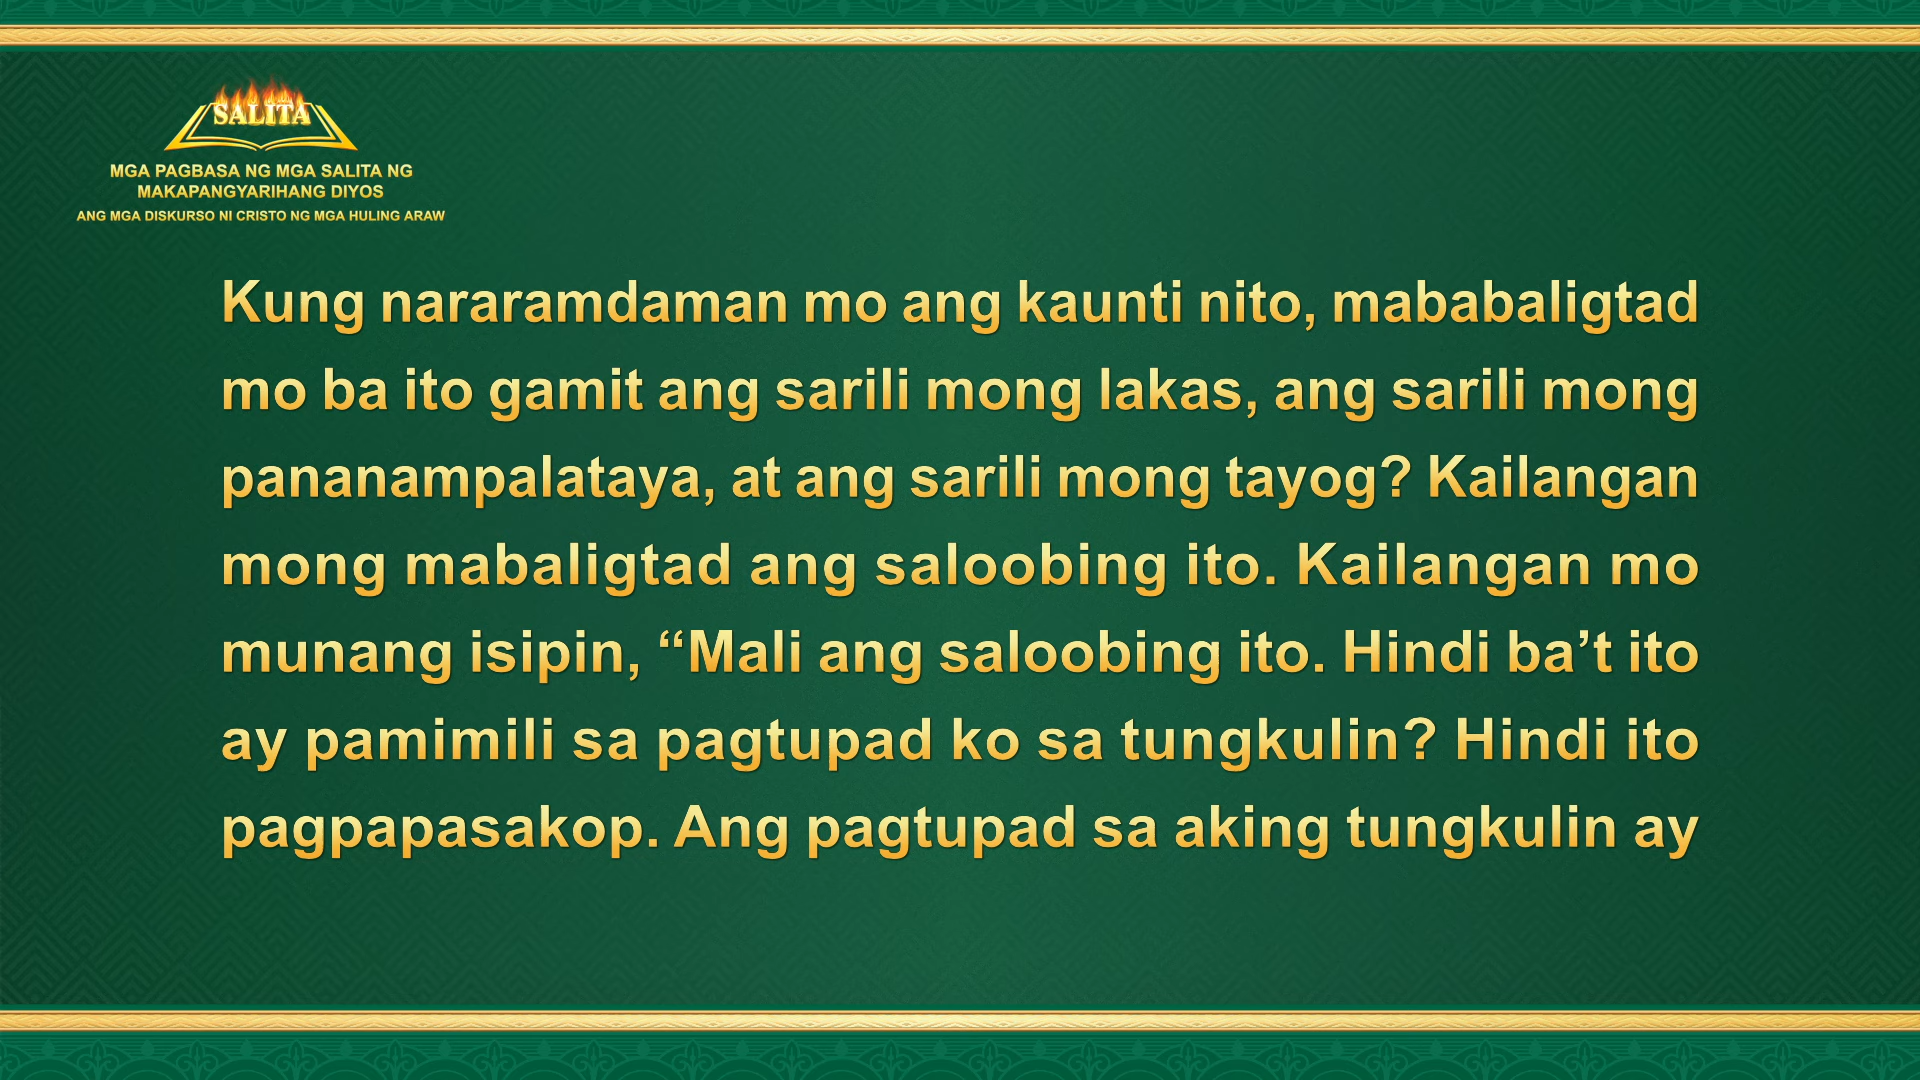 SALITA
MGA PAGBASA NG MGA SALITA NG
MAKAPANGYARIHANG DIYOS
ANG MGA DISKURSO NI CRISTO NG MGA HULING ARAW
Kung nararamdaman mo ang kaunti nito, mababaligtad
mo ba ito gamit ang sarili mong lakas, ang sarili mong
pananampalataya, at ang sarili mong tayog? Kailangan
mong mabaligtad ang saloobing ito. Kailangan mo
munang isipin, “Mali ang saloobing ito. Hindi ba’t ito
ay pamimili sa pagtupad ko sa tungkulin? Hindi ito
pagpapasakop. Ang pagtupad sa aking tungkulin ay